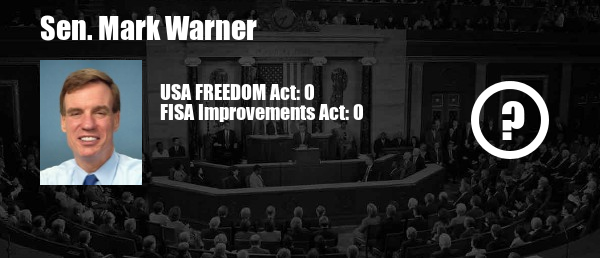 Sen. Mark Warner
USA FREEDOM Act: 0
FISA Improvements Act: 0
?